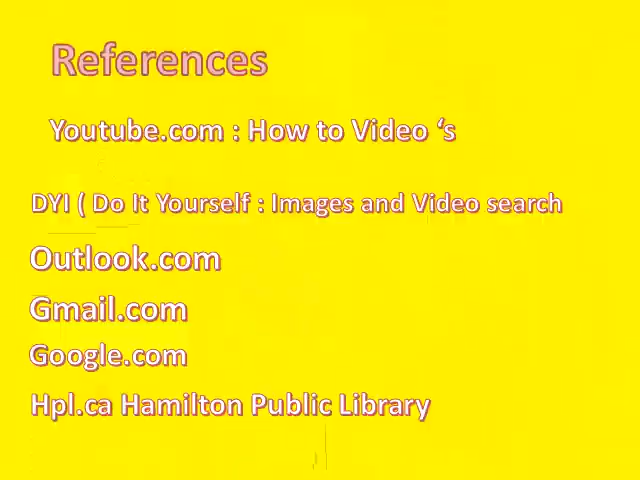 References
Youtube.com : How to Video ‘s
DYI ( Do It Yourself : Images and Video search
Outlook.com
Gmail.com
Google.com
Hpl.ca Hamilton Public Library